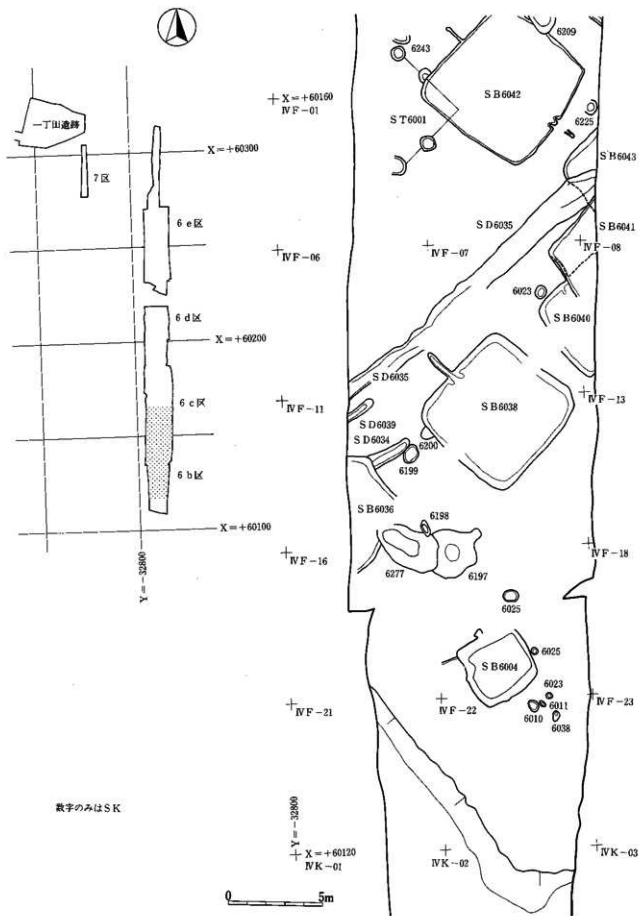 一丁田遺跡
X=+60300
7区
6e区
6d区
X=+60200
6c区
6b区
X=+60100
Y=-32800
数字のみはSK
6243
6209
X=+60160
IVF-01
SB6042
ST6001
6225
SB6043
SD6035
SB6041
IVF-06
IVF-07
IVF-08
6023
SB6040
SD6035
IVF-11
SB6038
IVF-13
SD6039
SD6034
6200
6199
SB6036
6198
IVF-16
IVF-18
6277
6197
6025
SB6004
6025
6023
IVF-21
IVF-22
6011
IVF-23
6010
6038
Y=-32800
X=+60120
IVK-01
IVK-02
IVK-03
0
5m